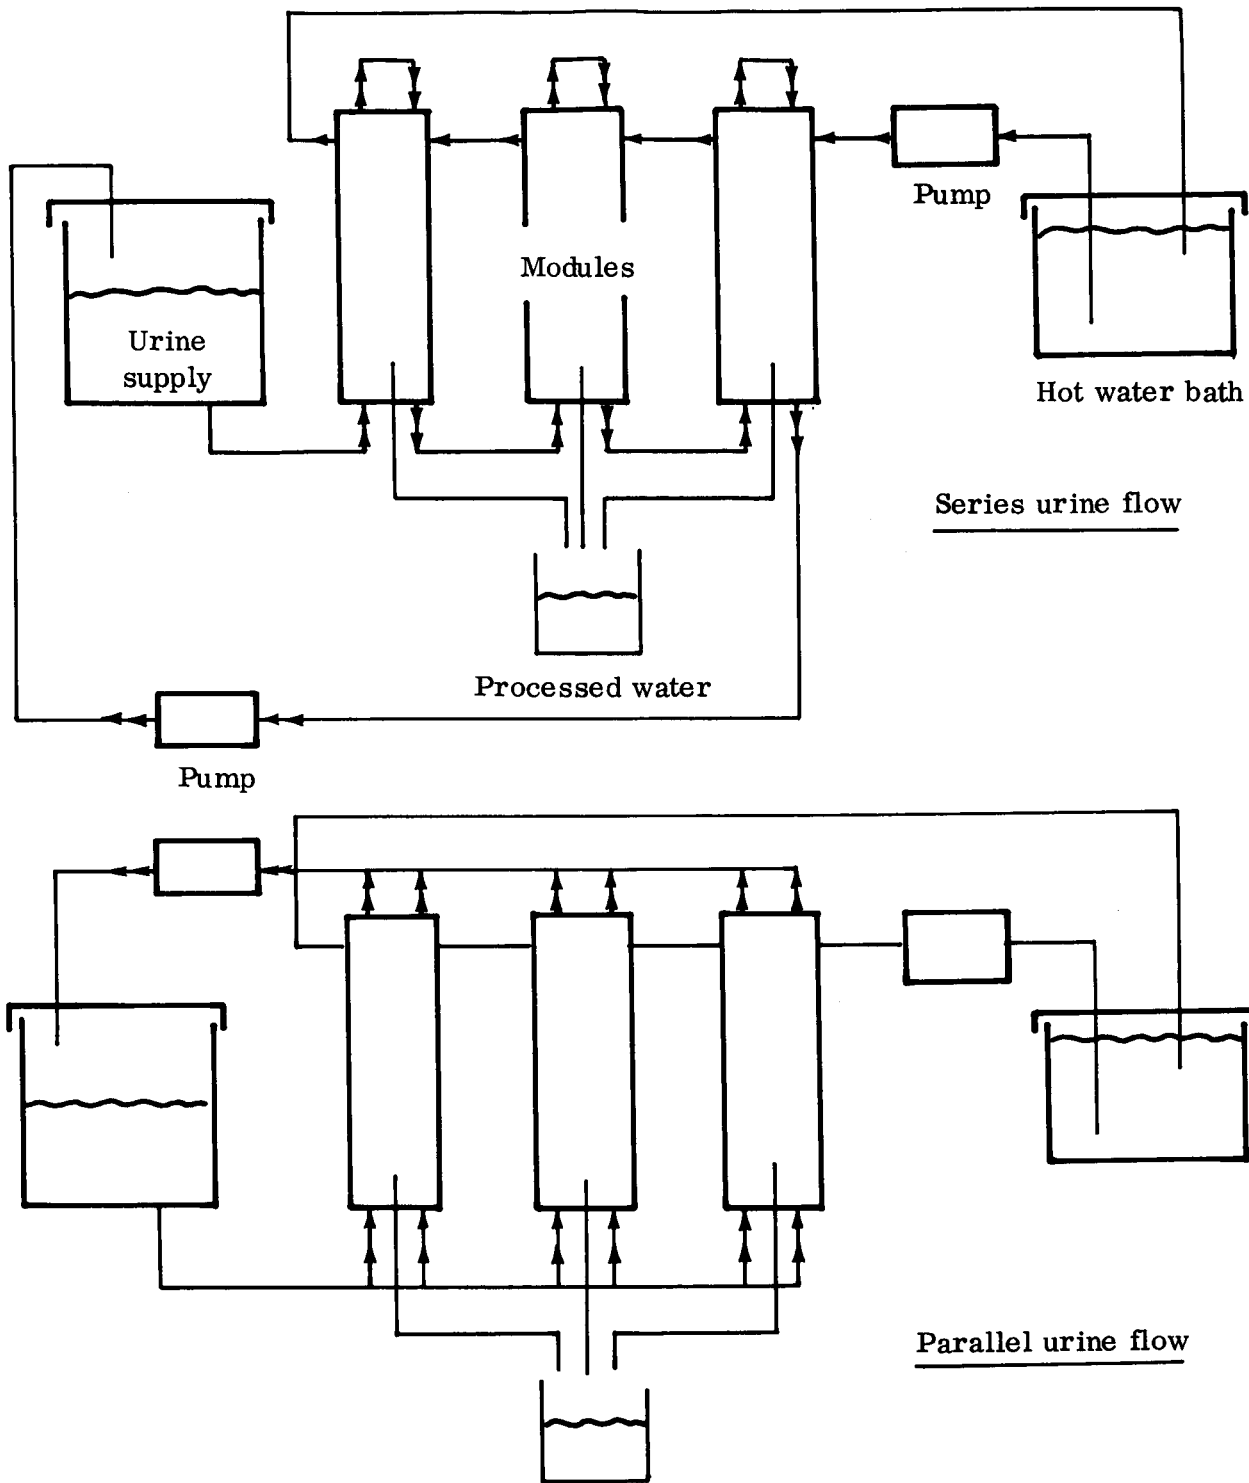 Pump
Modules
Urine
supply
Hot water bath
Series urine flow
Processed water
Pump
Parallel urine flow